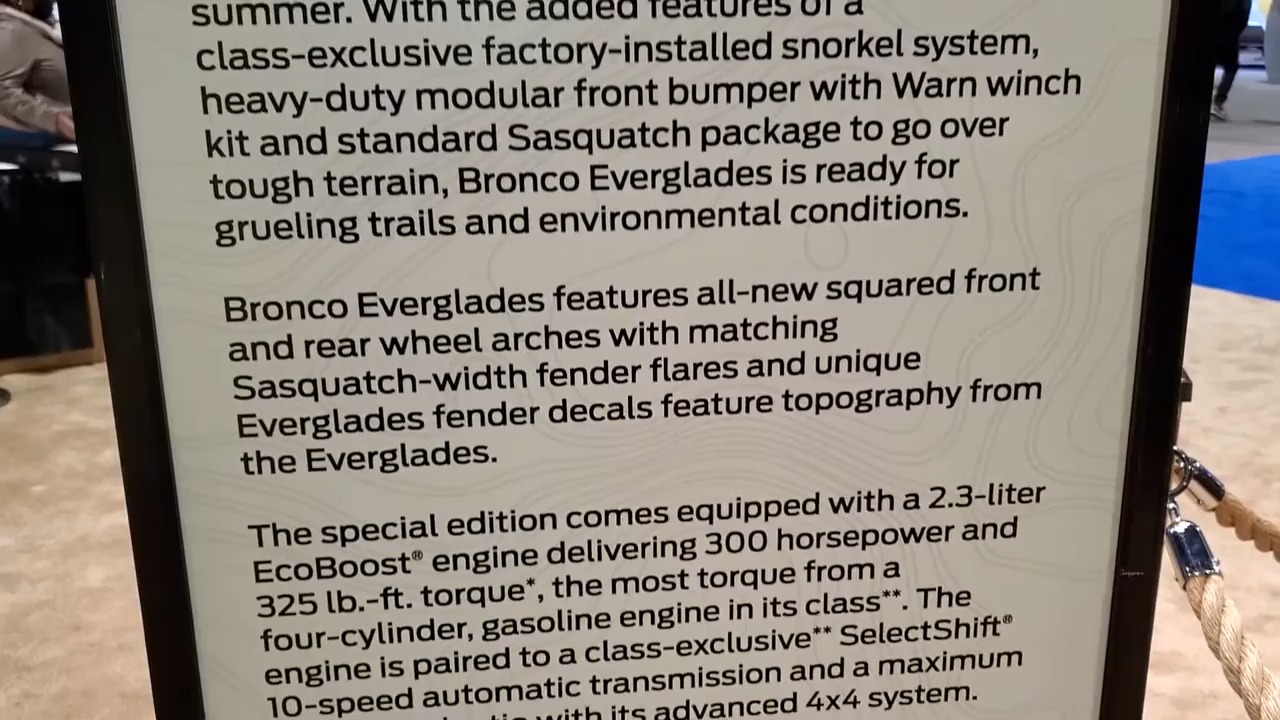 summer. With the added features of a
class-exclusive factory-installed snorkel system,
heavy-duty modular front bumper with Warn winch
kit and standard Sasquatch package to go over
tough terrain, Bronco Everglades is ready for
grueling trails and environmental conditions.
Bronco Everglades features all-new squared front
and rear wheel arches with matching
Sasquatch-width fender flares and unique
Everglades fender decals feature topography from
the Everglades.
The special edition comes equipped with a 2.3-liter
EcoBoost® engine delivering 300 horsepower and
325 lb.-ft. torque*, the most torque from a
four-cylinder, gasoline engine in its class**. The
engine is paired to a class-exclusive** SelectShift®
10-speed automatic transmission and a maximum
with its advanced 4x4 system.